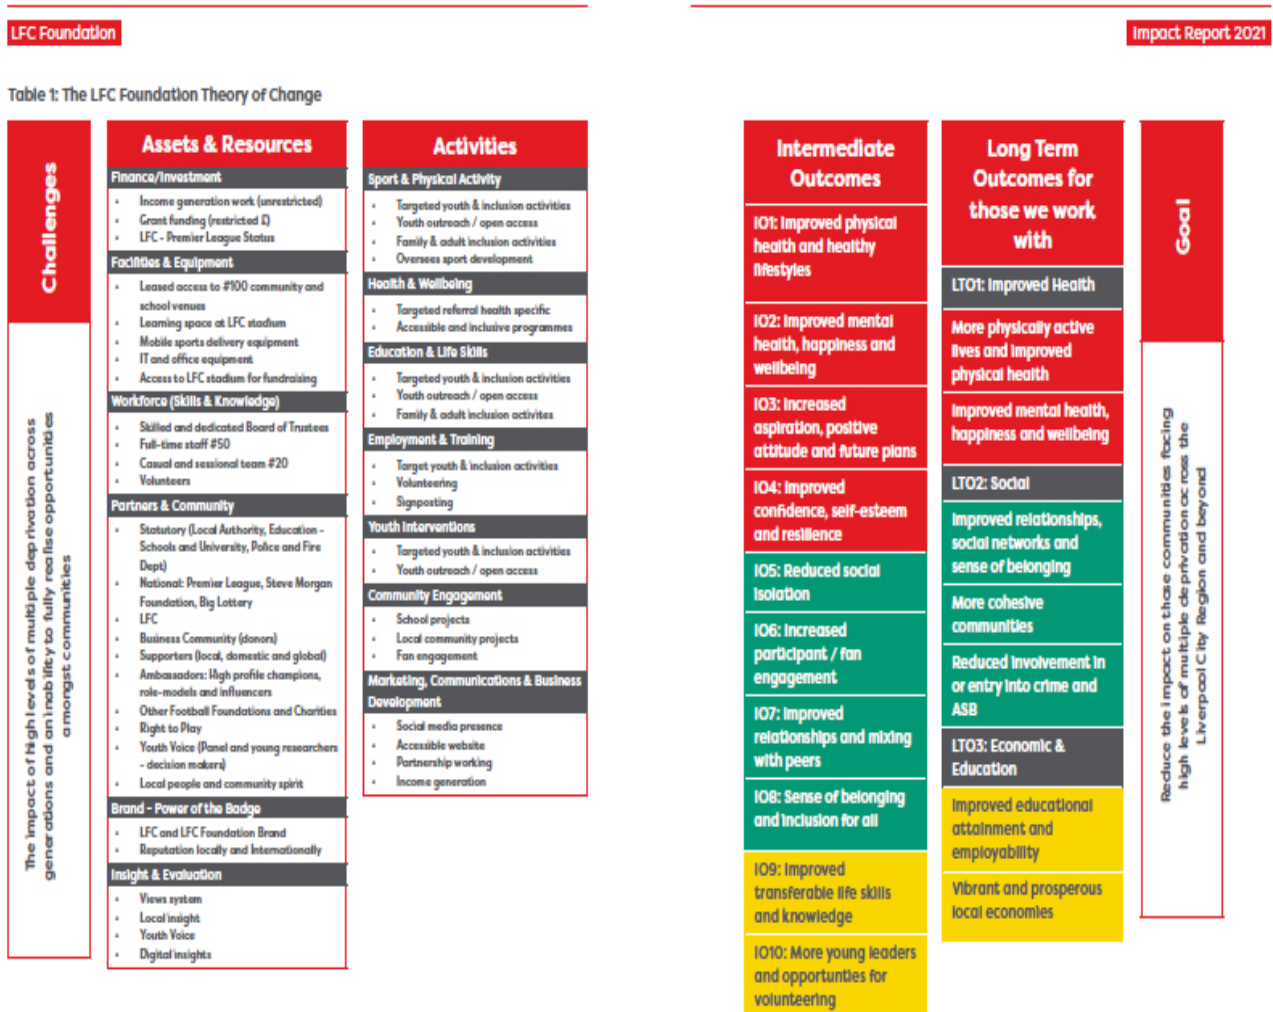 LFC Foundation
Impact Report 2021
Table 1: The LFC Foundation Theory of Change
Challenges
The impact of high levels of multiple deprivation across
generations and an inability to fully realise opportunities
amongst communities
Assets & Resources
Finance/Investment
Income generation work (unrestricted)
Grant funding (restricted £)
LFC - Premier League Status
Facilities & Equipment
Leased access to #100 community and
school venues
Learning space at LFC stadium
Mobile sports delivery equipment
IT and office equipment
Access to LFC stadium for fundraising
Workforce (Skills & Knowledge)
Skilled and dedicated Board of Trustees
Full-time staff #50
Casual and sessional team #20
Volunteers
Partners & Community
Statutory (Local Authority, Education -
Schools and University, Police and Fire
Dept)
National: Premier League, Steve Morgan
Foundation, Big Lottery
LFC
Business Community (donors)
Supporters (local, domestic and global)
Ambassadors: High profile champions,
role-models and influencers
Other Football Foundations and Charities
Right to Play
Youth Voice (Panel and young researchers
- decision makers)
Local people and community spirit
Brand - Power of the Badge
LFC and LFC Foundation Brand
Reputation locally and Internationally
Insight & Evaluation
Views system
Local insight
Youth Voice
Digital insights
Activities
Sport & Physical Activity
Targeted youth & inclusion activities
Youth outreach / open access
Family & adult inclusion activities
Oversees sport development
Health & Wellbeing
Targeted referral health specific
Accessible and inclusive programmes
Education & Life Skills
Targeted youth & inclusion activities
Youth outreach / open access
Family & adult inclusion activites
Employment & Training
Target youth & inclusion activities
Volunteering
Signposting
Youth Interventions
Targeted youth & inclusion activities
Youth outreach / open access
Community Engagement
School projects
Local community projects
Fan engagement
Marketing, Communications & Business
Development
Social media presence
Accessible website
Partnership working
Income generation
Intermediate
Outcomes
IO1: Improved physical
health and healthy
lifestyles
IO2: Improved mental
health, happiness and
wellbeing
IO3: Increased
aspiration, positive
attitude and future plans
IO4: Improved
confidence, self-esteem
and resilience
IO5: Reduced social
isolation
IO6: Increased
participant / fan
engagement
IO7: Improved
relationships and mixing
with peers
IO8: Sense of belonging
and inclusion for all
IO9: Improved
transferable life skills
and knowledge
IO10: More young leaders
and opportunties for
volunteering
Long Term
Outcomes for
those we work
with
LTO1: Improved Health
More physically active
lives and improved
physical health
Improved mental health,
happiness and wellbeing
LTO2: Social
Improved relationships,
social networks and
sense of belonging
More cohesive
communities
Reduced involvement in
or entry into crime and
ASB
LTO3: Economic &
Education
Improved educational
attainment and
employability
Vibrant and prosperous
local economies
Goal
Reduce the impact on those communities facing
high levels of multiple deprivation across the
Liverpool City Region and beyond